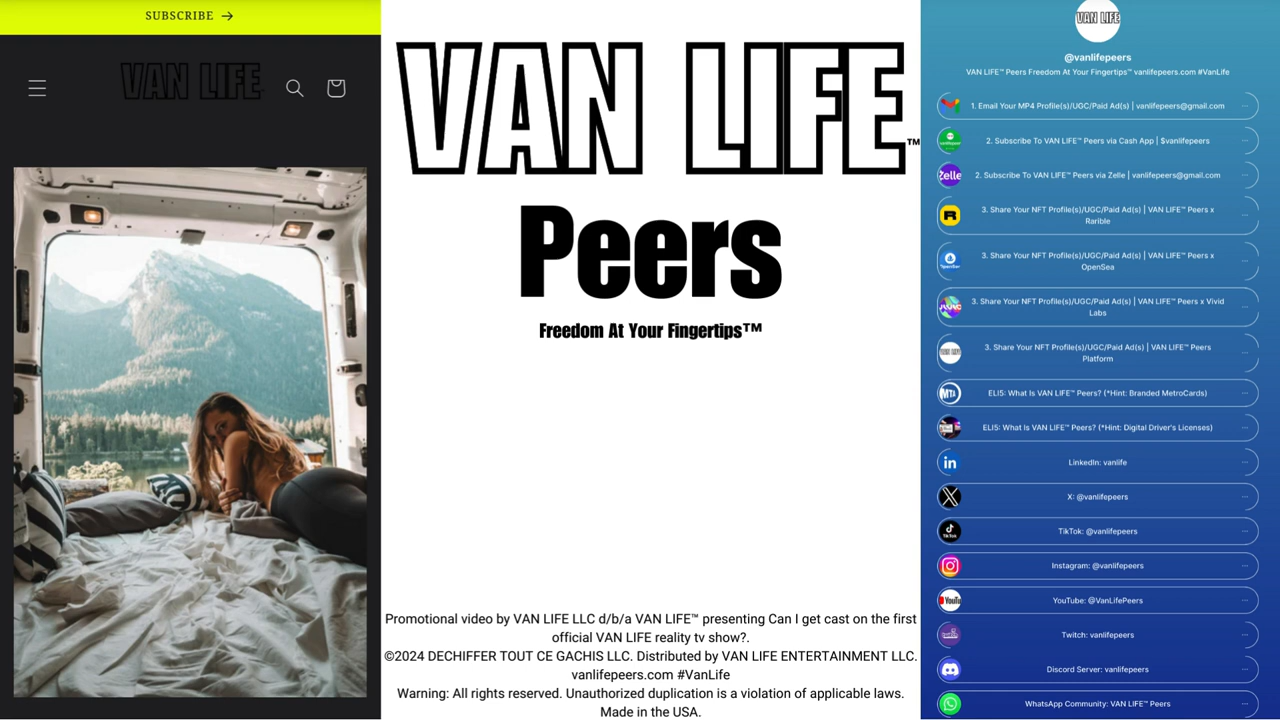 SUBSCRIBE →
VAN LIFE
VAN LIFE™
Peers
Freedom At Your Fingertips™
Promotional video by VAN LIFE LLC d/b/a VAN LIFE™ presenting Can I get cast on the first
official VAN LIFE reality tv show?.
©2024 DECHIFFER TOUT CE GACHIS LLC. Distributed by VAN LIFE ENTERTAINMENT LLC.
vanlifepeers.com #VanLife
Warning: All rights reserved. Unauthorized duplication is a violation of applicable laws.
Made in the USA.
VAN LIFE
@vanlifepeers
VAN LIFE™ Peers Freedom At Your Fingertips™ vanlifepeers.com #VanLife
1. Email Your MP4 Profile(s)/UGC/Paid Ad(s) | vanlifepeers@gmail.com
2. Subscribe To VAN LIFE™ Peers via Cash App | $vanlifepeers
Zelle
2. Subscribe To VAN LIFE™ Peers via Zelle | vanlifepeers@gmail.com
R
3. Share Your NFT Profile(s)/UGC/Paid Ad(s) | VAN LIFE™ Peers x
Rarible
OpenSea
3. Share Your NFT Profile(s)/UGC/Paid Ad(s) | VAN LIFE™ Peers x
OpenSea
3. Share Your NFT Profile(s)/UGC/Paid Ad(s) | VAN LIFE™ Peers x Vivid
Labs
VAN LIFE
3. Share Your NFT Profile(s)/UGC/Paid Ad(s) | VAN LIFE™ Peers
Platform
MTA
ELI5: What Is VAN LIFE™ Peers? (*Hint: Branded MetroCards)
ELI5: What Is VAN LIFE™ Peers? (*Hint: Digital Driver's Licenses)
in
LinkedIn: vanlife
X: @vanlifepeers
TikTok
TikTok: @vanlifepeers
Instagram: @vanlifepeers
YouTube: @VanLifePeers
Twitch: vanlifepeers
Discord Server: vanlifepeers
WhatsApp Community: VAN LIFE™ Peers